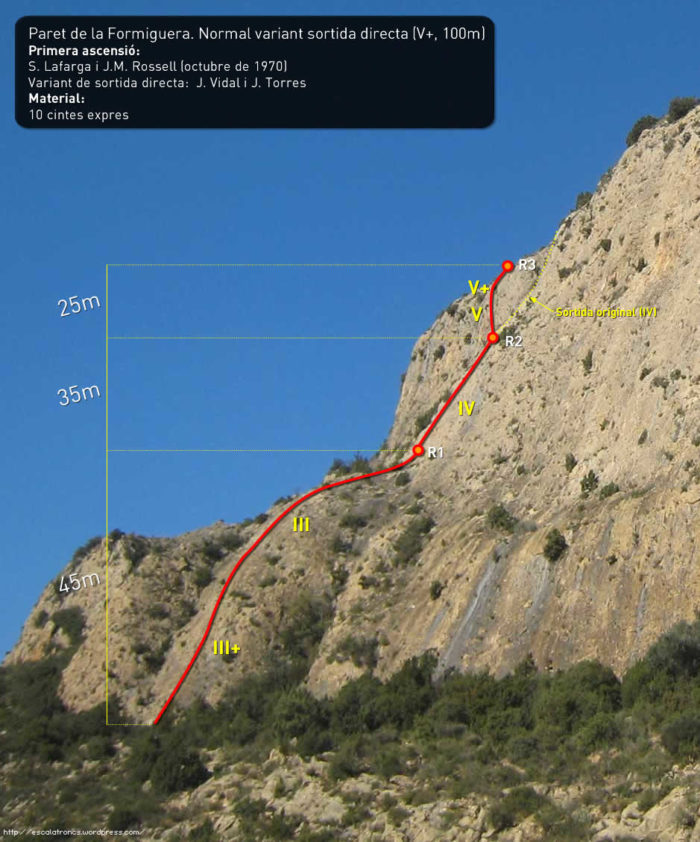 Paret de la Formiguera. Normal variant sortida directa (V+, 100m)
Primera ascensió:
S. Lafarga i J.M. Rossell (octubre de 1970)
Variant de sortida directa: J. Vidal i J. Torres
Material:
10 cintes expres
R3
V+
25m
V
Sortida original (IV)
R2
35m
IV
R1
III
45m
III+
http://escalatroncs.wordpress.com/